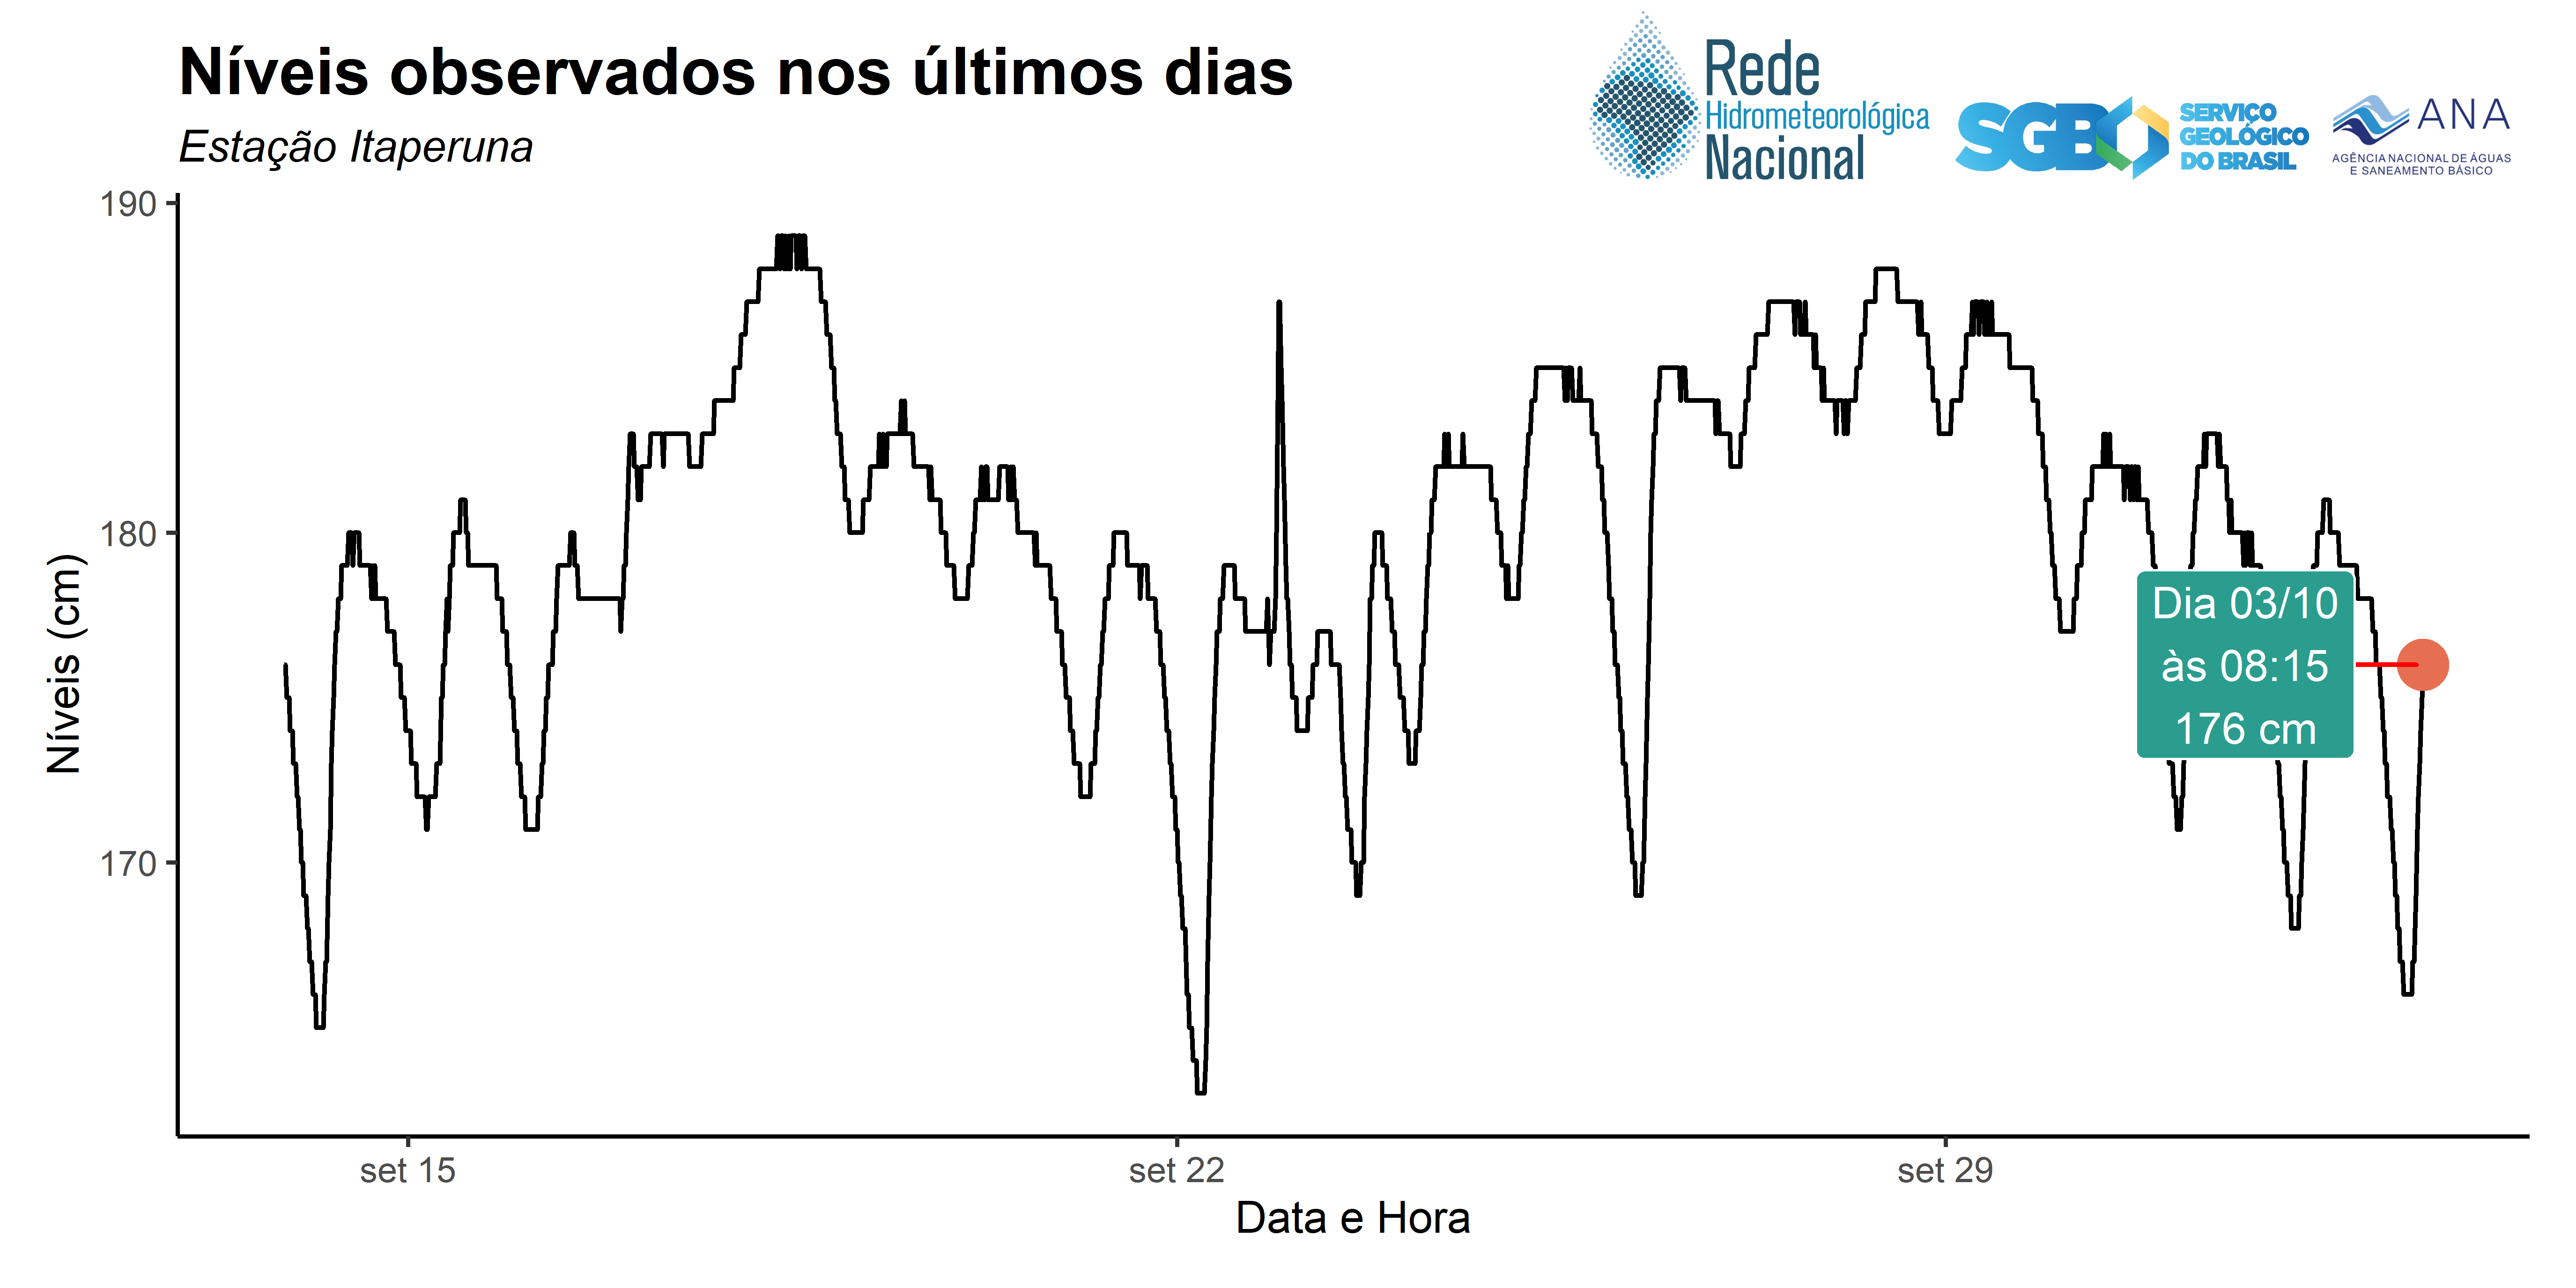 Níveis observados nos últimos dias
Estação Itaperuna
Rede
Hidrometeorológica
Nacional
SGB
SERVIÇO
GEOLÓGICO
DO BRASIL
ANA
AGÊNCIA NACIONAL DE ÁGUAS
E SANEAMENTO BÁSICO
190
180
170
Níveis (cm)
Dia 03/10
às 08:15
176 cm
set 15
set 22
set 29
Data e Hora